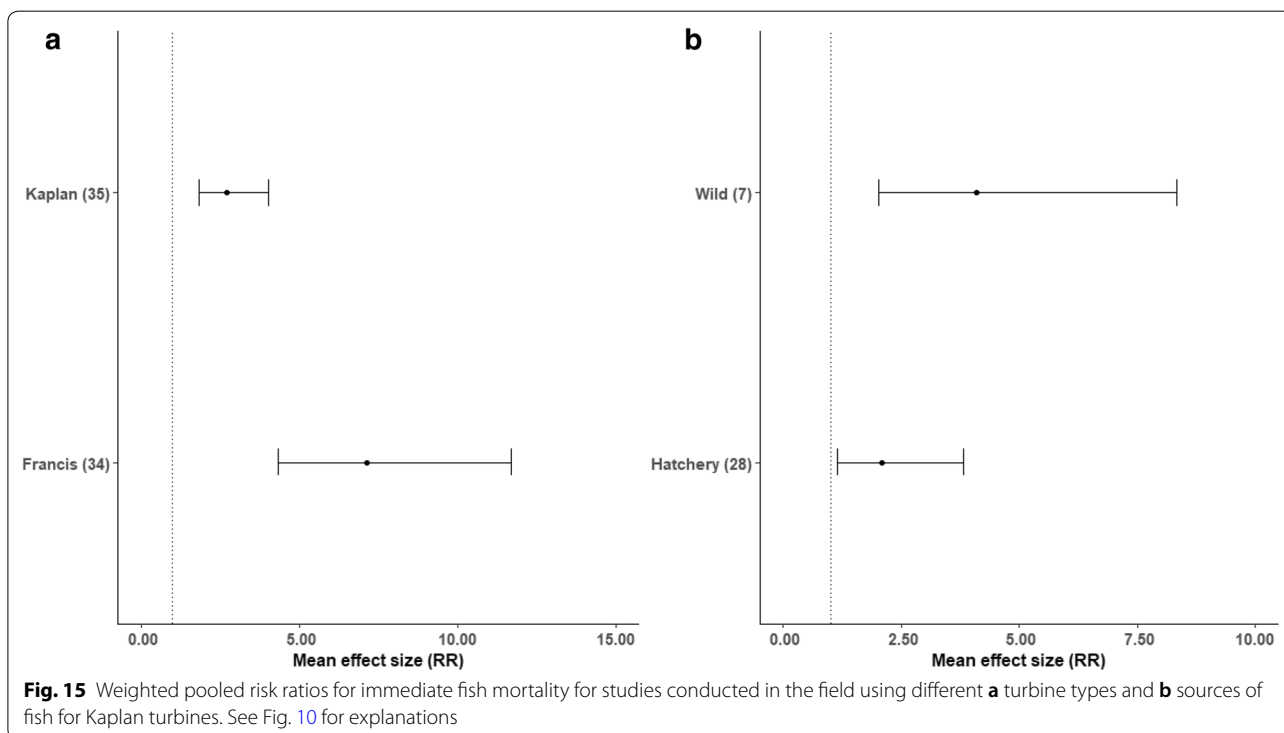 a
Kaplan (35)
Francis (34)
0.00 5.00 10.00 15.00
Mean effect size (RR)
b
Wild (7)
Hatchery (28)
0.00 2.50 5.00 7.50 10.00
Mean effect size (RR)
Fig. 15 Weighted pooled risk ratios for immediate fish mortality for studies conducted in the field using different a turbine types and b sources of
fish for Kaplan turbines. See Fig. 10 for explanations